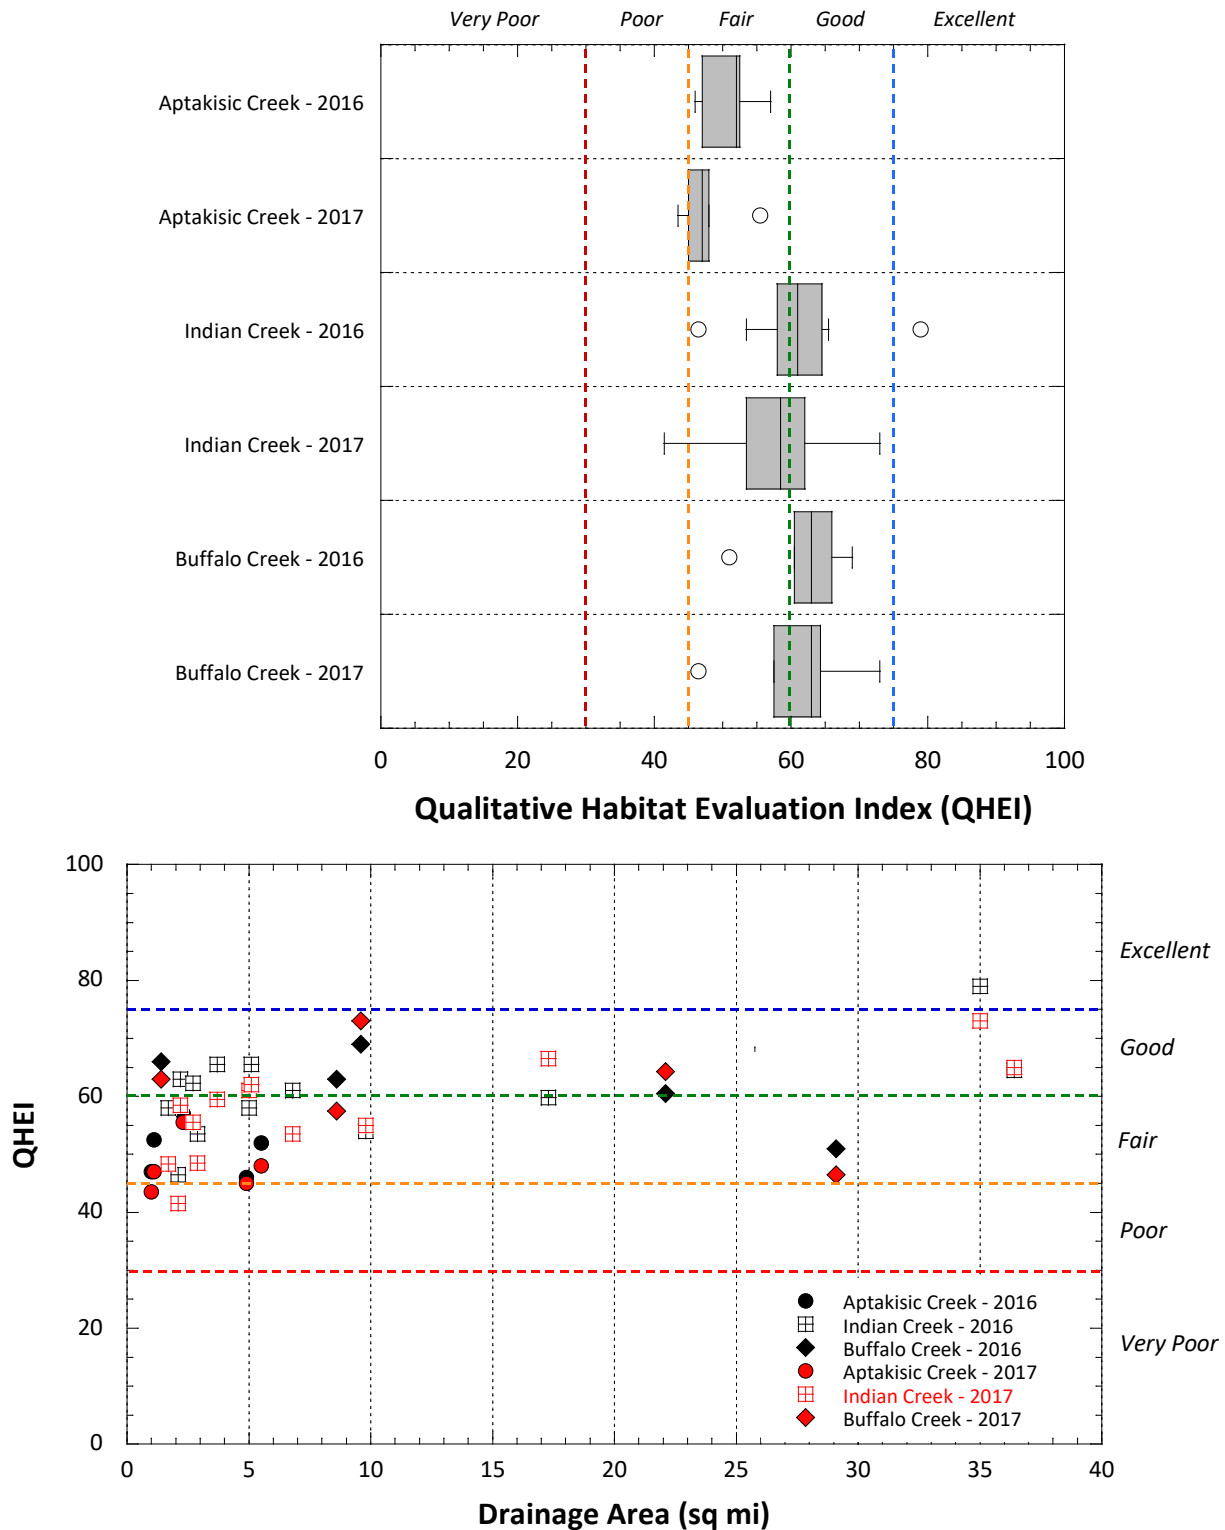 Very Poor Poor Fair Good Excellent
Aptakisic Creek - 2016
Aptakisic Creek - 2017
Indian Creek - 2016
Indian Creek - 2017
Buffalo Creek - 2016
Buffalo Creek - 2017
0 20 40 60 80 100
Qualitative Habitat Evaluation Index (QHEI)
100
80
60
40
20
0
QHEI
Excellent
Good
Fair
Poor
Very Poor
Aptakisic Creek - 2016
Indian Creek - 2016
Buffalo Creek - 2016
Aptakisic Creek - 2017
Indian Creek - 2017
Buffalo Creek - 2017
0 5 10 15 20 25 30 35 40
Drainage Area (sq mi)